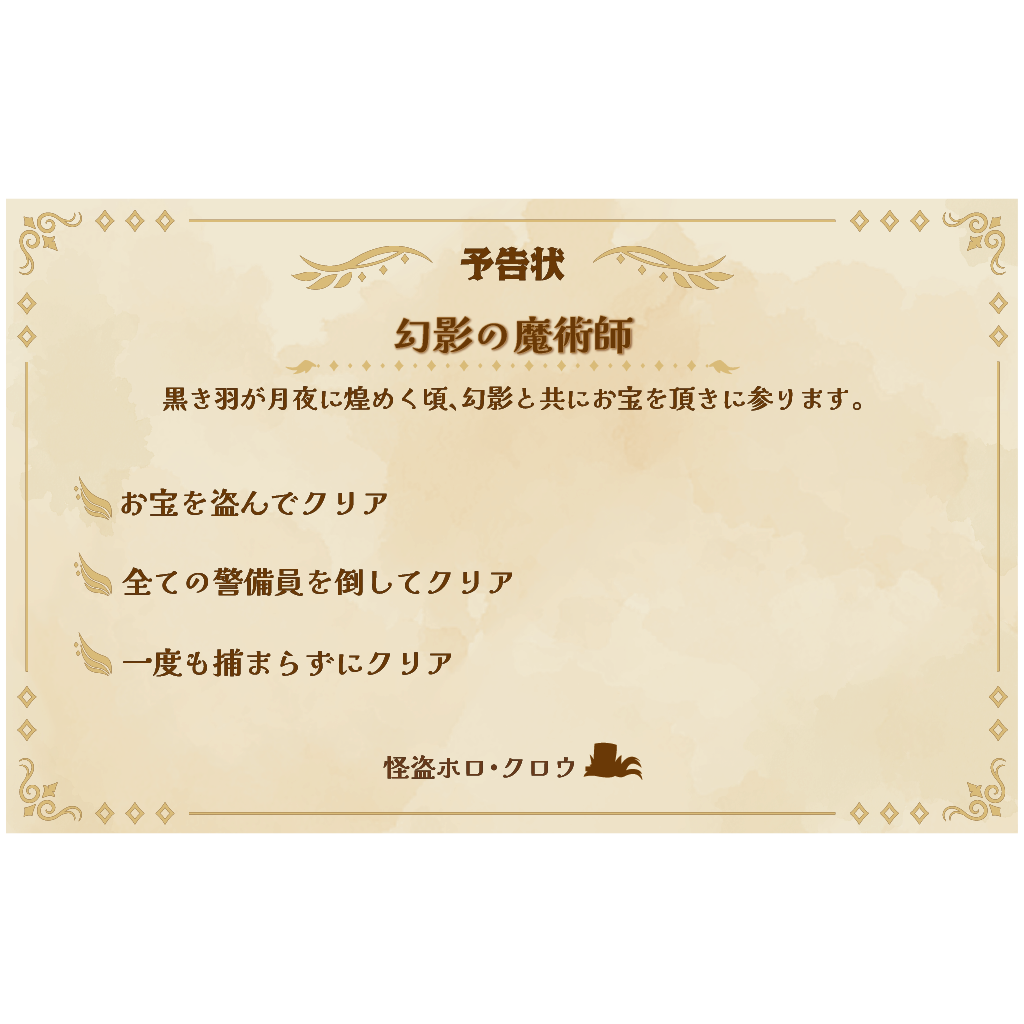 予告状
幻影の魔術師
黒き羽が月夜に煌めく頃、幻影と共にお宝を頂きに参ります。
お宝を盗んでクリア
全ての警備員を倒してクリア
一度も捕まらずにクリア
怪盗ホロ・クロウ